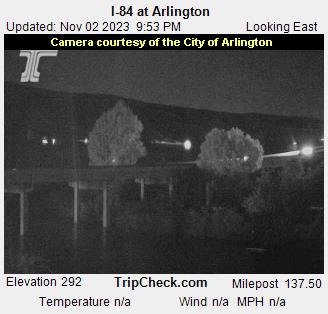 I-84 at Arlington
Updated: Nov 02 2023 9:53 PM Looking East
Camera courtesy of the City of Arlington
Elevation 292 TripCheck.com Milepost 137.50
Temperature n/a Wind n/a MPH n/a